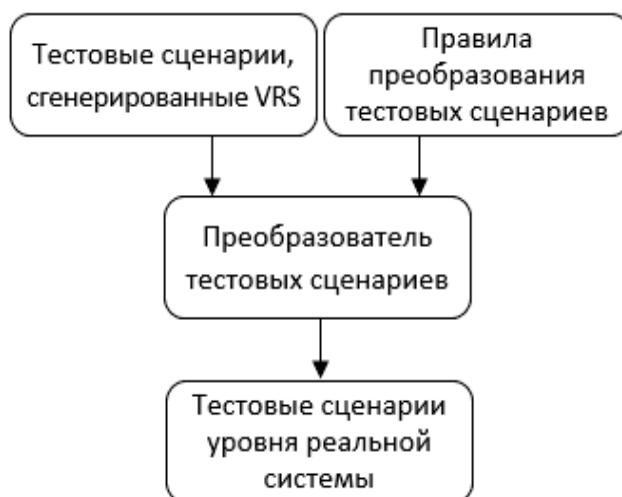 Тестовые сценарии,
сгенерированные VRS
Правила
преобразования
тестовых сценариев
Преобразователь
тестовых сценариев
Тестовые сценарии
уровня реальной
системы